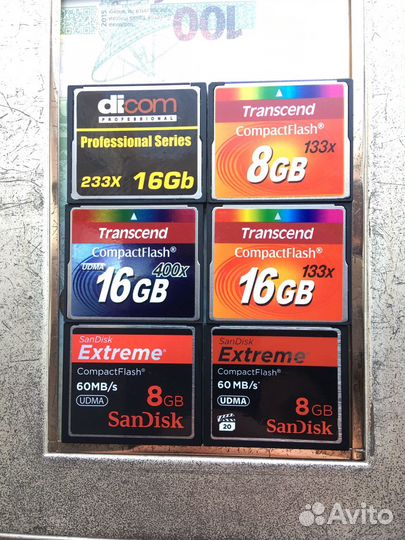 100
dicom
PROFESSIONAL
Professional Series
233X 16Gb
Transcend
CompactFlash®
133x
8GB
Transcend
CompactFlash®
UDMA
400x
16GB
Transcend
CompactFlash®
133x
16GB
SanDisk
Extreme®
CompactFlash®
60MB/s
UDMA
8GB
SanDisk
SanDisk
Extreme
CompactFlash®
60 MB/s
UDMA
20
8GB
SanDisk
Avito